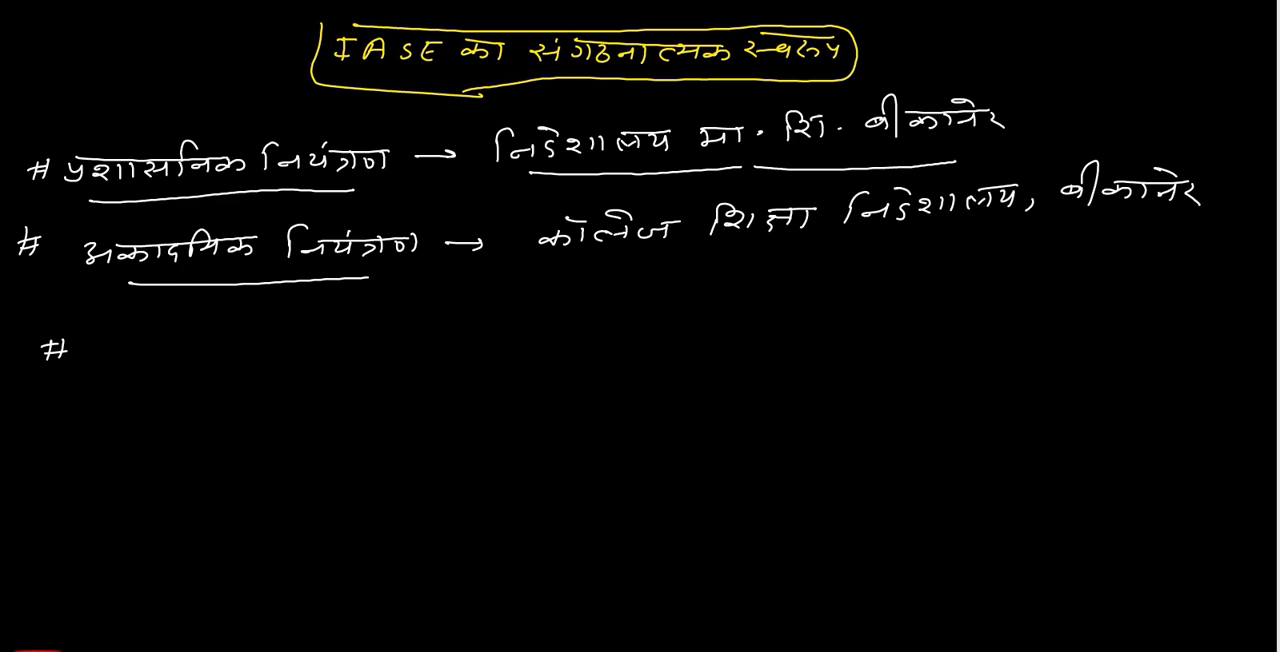 IASE का संगठनात्मक स्वरूप
# प्रशासनिक नियंत्रण → निदेशालय मा. शि. बीकानेर
# अकादमिक नियंत्रण → कॉलेज शिक्षा निदेशालय, बीकानेर
#